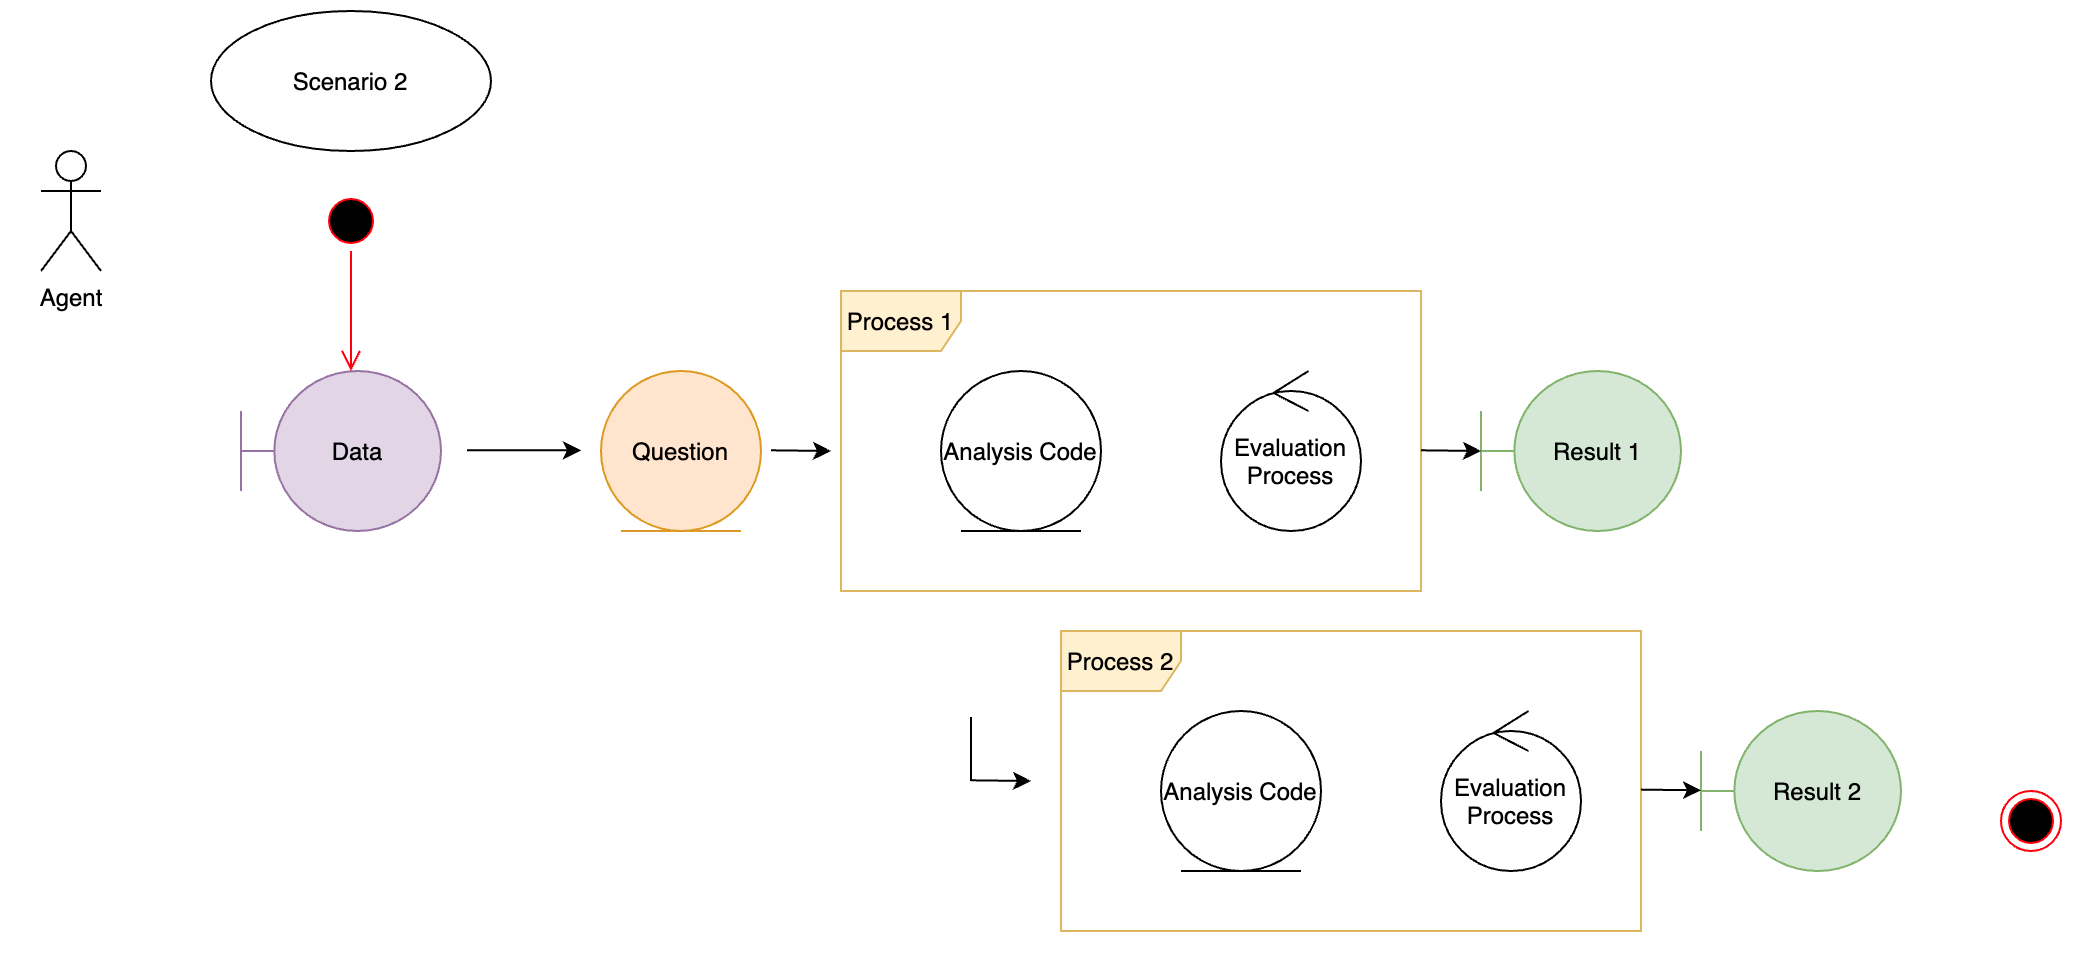 Scenario 2
Agent
Data
Question
Process 1
Analysis Code
Evaluation
Process
Result 1
Process 2
Analysis Code
Evaluation
Process
Result 2